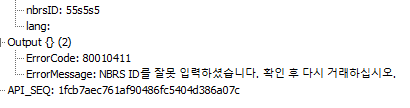 nbrsID: 55s5s5
lang:
Output {} (2)
ErrorCode: 80010411
ErrorMessage: NBRS ID를 잘못 입력하셨습니다. 확인 후 다시 거래하십시오.
API_SEQ: 1fcb7aec761af90486fc5404d386a07c